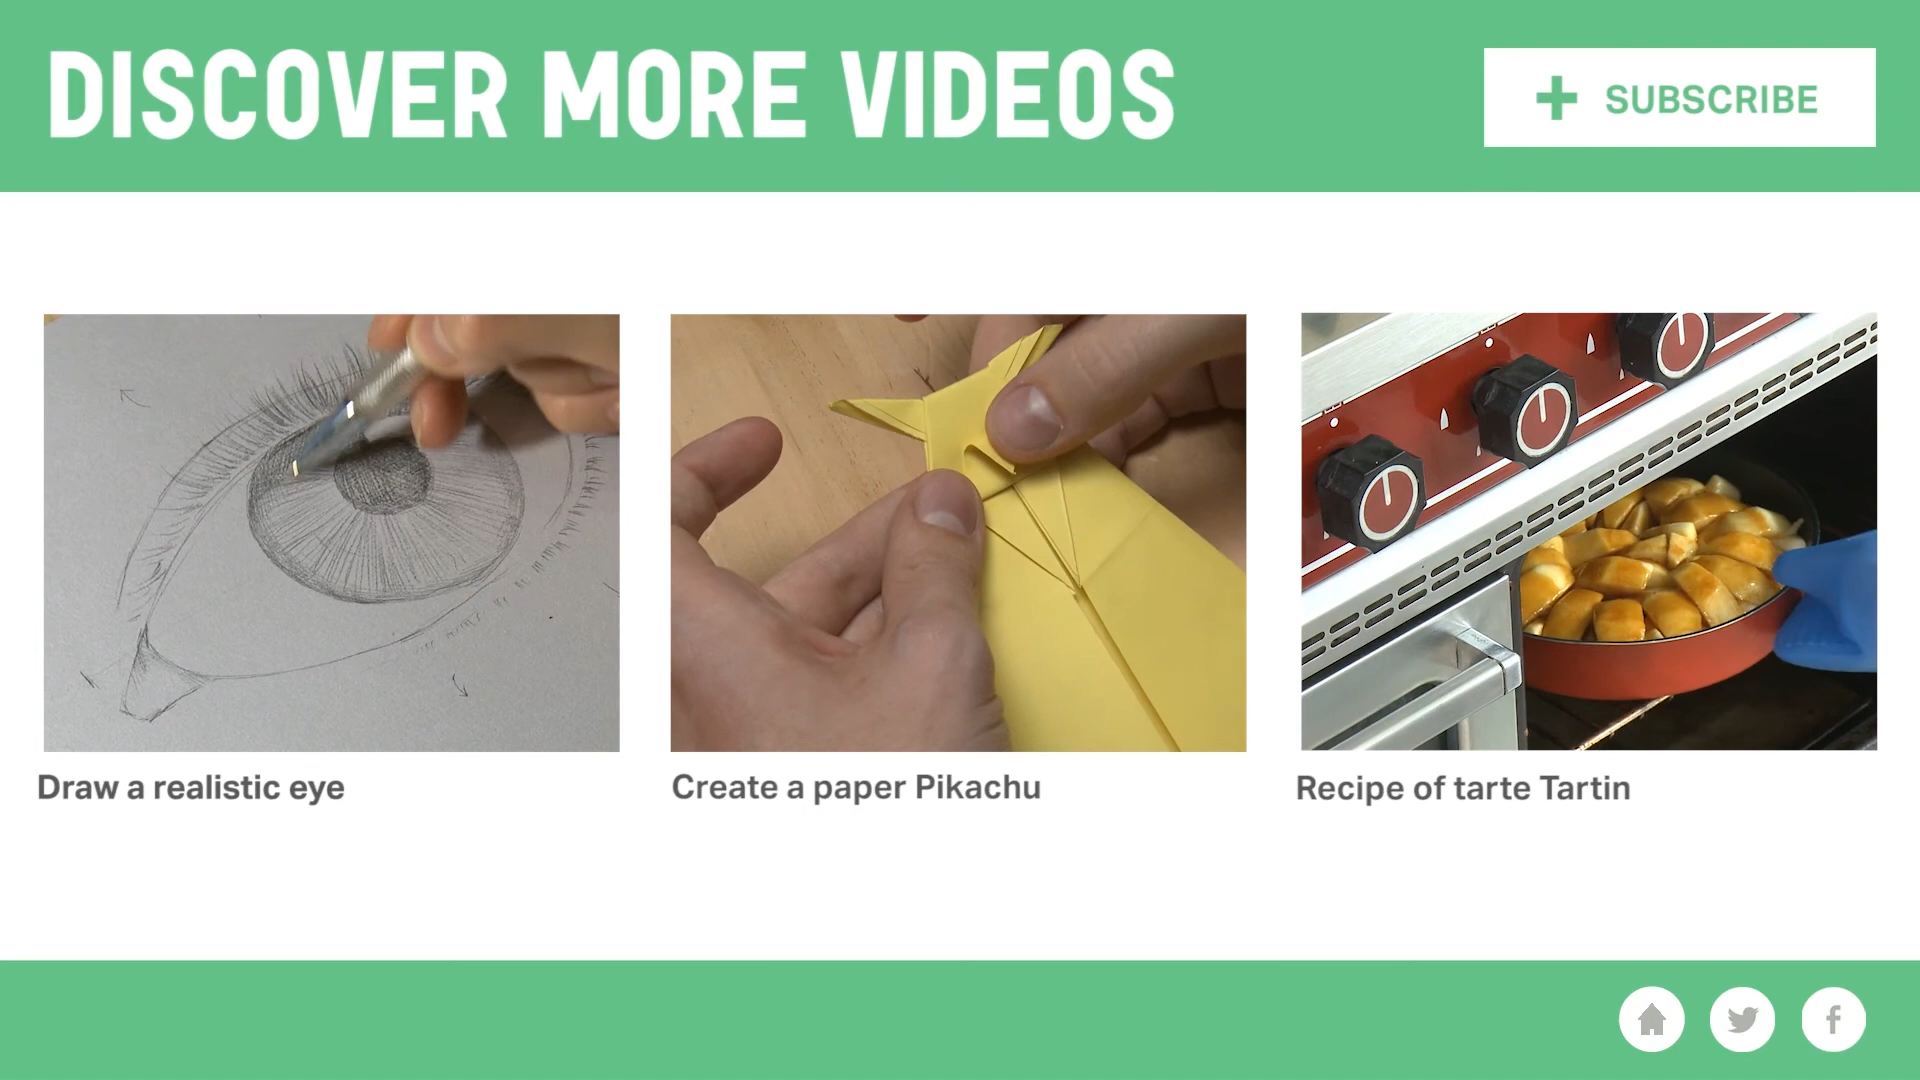 DISCOVER MORE VIDEOS
+ SUBSCRIBE
Draw a realistic eye
Create a paper Pikachu
Recipe of tarte Tartin